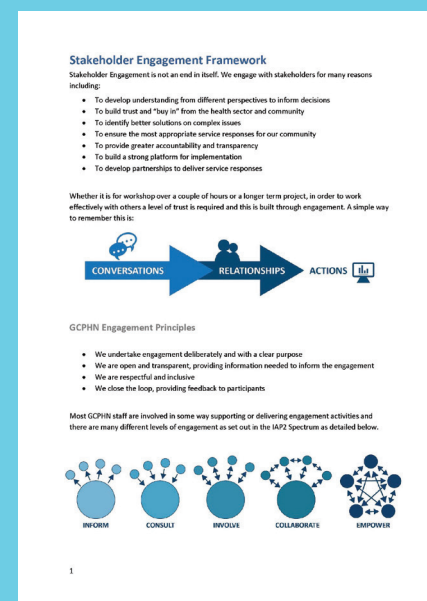 Stakeholder Engagement Framework
Stakeholder Engagement is not an end in itself. We engage with stakeholders for many reasons
including:
• To develop understanding from different perspectives to inform decisions
• To build trust and “buy in” from the health sector and community
• To identify better solutions on complex issues
• To ensure the most appropriate service responses for our community
• To provide greater accountability and transparency
• To build a strong platform for implementation
• To develop partnerships to deliver service responses
Whether it is for workshop over a couple of hours or a longer term project, in order to work
effectively with others a level of trust is required and this is built through engagement. A simple way
to remember this is:
CONVERSATIONS
RELATIONSHIPS
ACTIONS
GCPHN Engagement Principles
• We undertake engagement deliberately and with a clear purpose
• We are open and transparent, providing information needed to inform the engagement
• We are respectful and inclusive
• We close the loop, providing feedback to participants
Most GCPHN staff are involved in some way supporting or delivering engagement activities and
there are many different levels of engagement as set out in the IAP2 Spectrum as detailed below.
INFORM
CONSULT
INVOLVE
COLLABORATE
EMPOWER
1